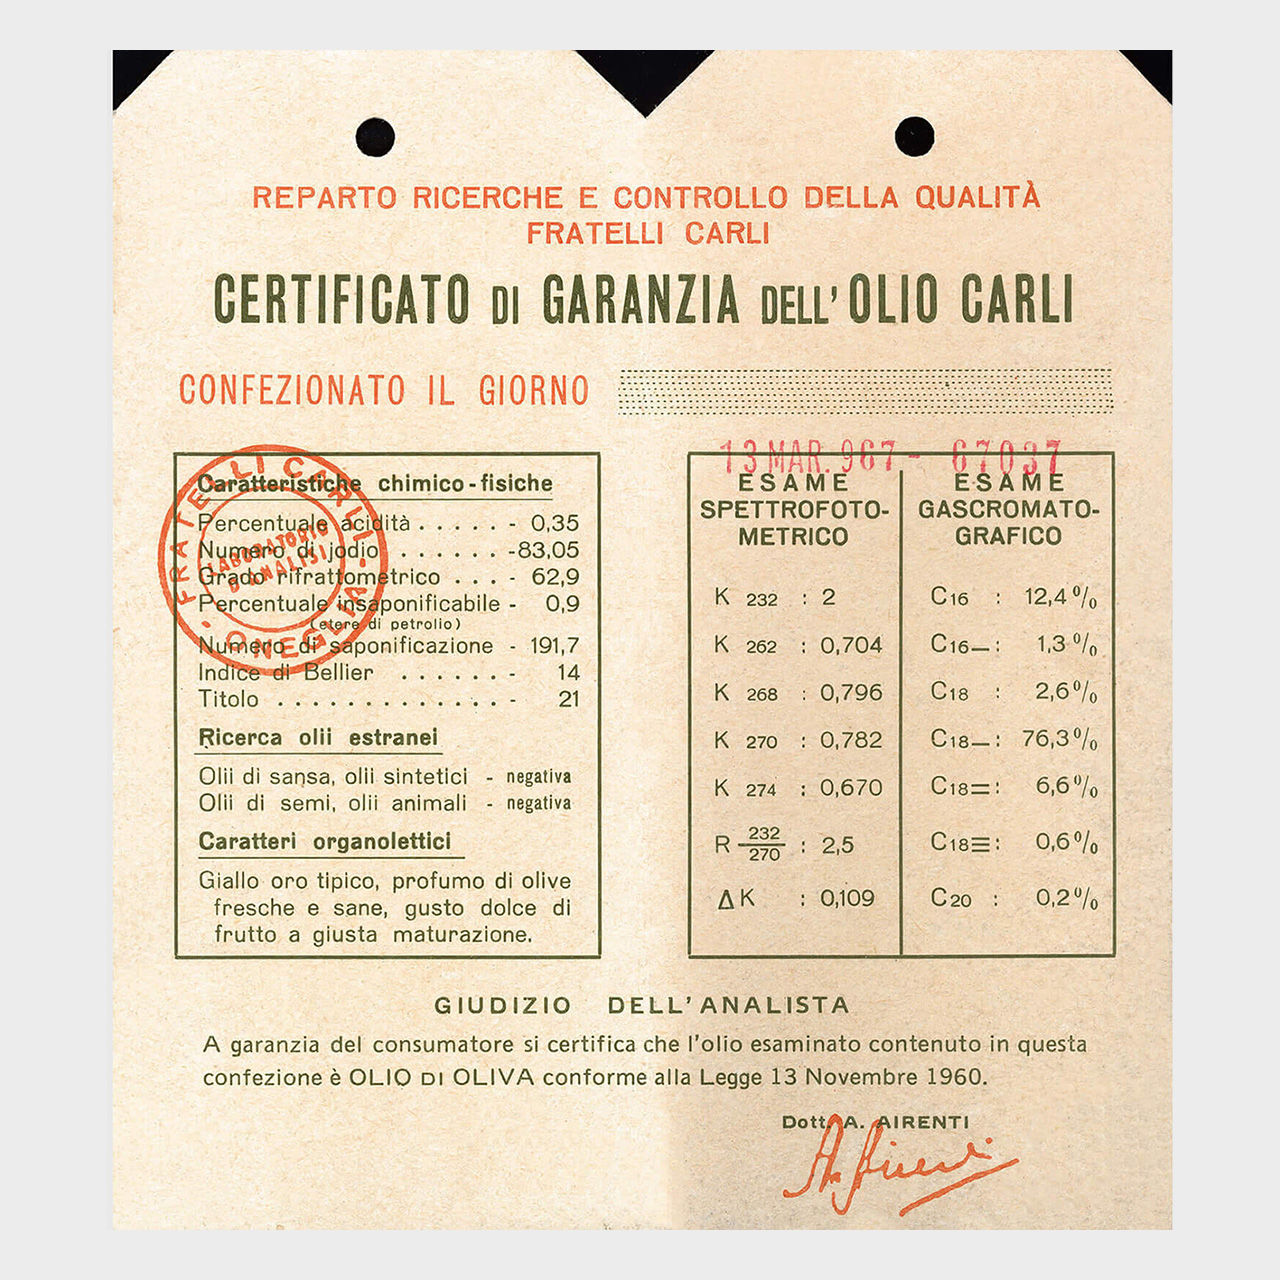 REPARTO RICERCHE E CONTROLLO DELLA QUALITÀ
FRATELLI CARLI
CERTIFICATO DI GARANZIA DELL' OLIO CARLI
CONFEZIONATO IL GIORNO
13 MAR. 967 - 67037
FRATELLI CARLI
- ONEGLIA -
LABORATORIO
D'ANALISI
Caratteristiche chimico-fisiche
Percentuale acidità . . . . . - 0,35
Numero di jodio . . . . . . -83,05
Grado rifrattometrico . . . - 62,9
Percentuale insaponificabile - 0,9
(etere di petrolio)
Numero di saponificazione - 191,7
Indice di Bellier . . . . . . - 14
Titolo . . . . . . . . . . . . . - 21
Ricerca olii estranei
Olii di sansa, olii sintetici - negativa
Olii di semi, olii animali - negativa
Caratteri organolettici
Giallo oro tipico, profumo di olive
fresche e sane, gusto dolce di
frutto a giusta maturazione.
ESAME
SPETTROFOTO-
METRICO
K 232 : 2
K 262 : 0,704
K 268 : 0,796
K 270 : 0,782
K 274 : 0,670
R 232/270 : 2,5
Δ K : 0,109
ESAME
GASCROMATO-
GRAFICO
C16 : 12,4 %
C16— : 1,3 %
C18 : 2,6 %
C18— : 76,3 %
C18= : 6,6 %
C18≡ : 0,6 %
C20 : 0,2 %
GIUDIZIO DELL'ANALISTA
A garanzia del consumatore si certifica che l'olio esaminato contenuto in questa
confezione è OLIO DI OLIVA conforme alla Legge 13 Novembre 1960.
Dott. A. AIRENTI
A. Airenti